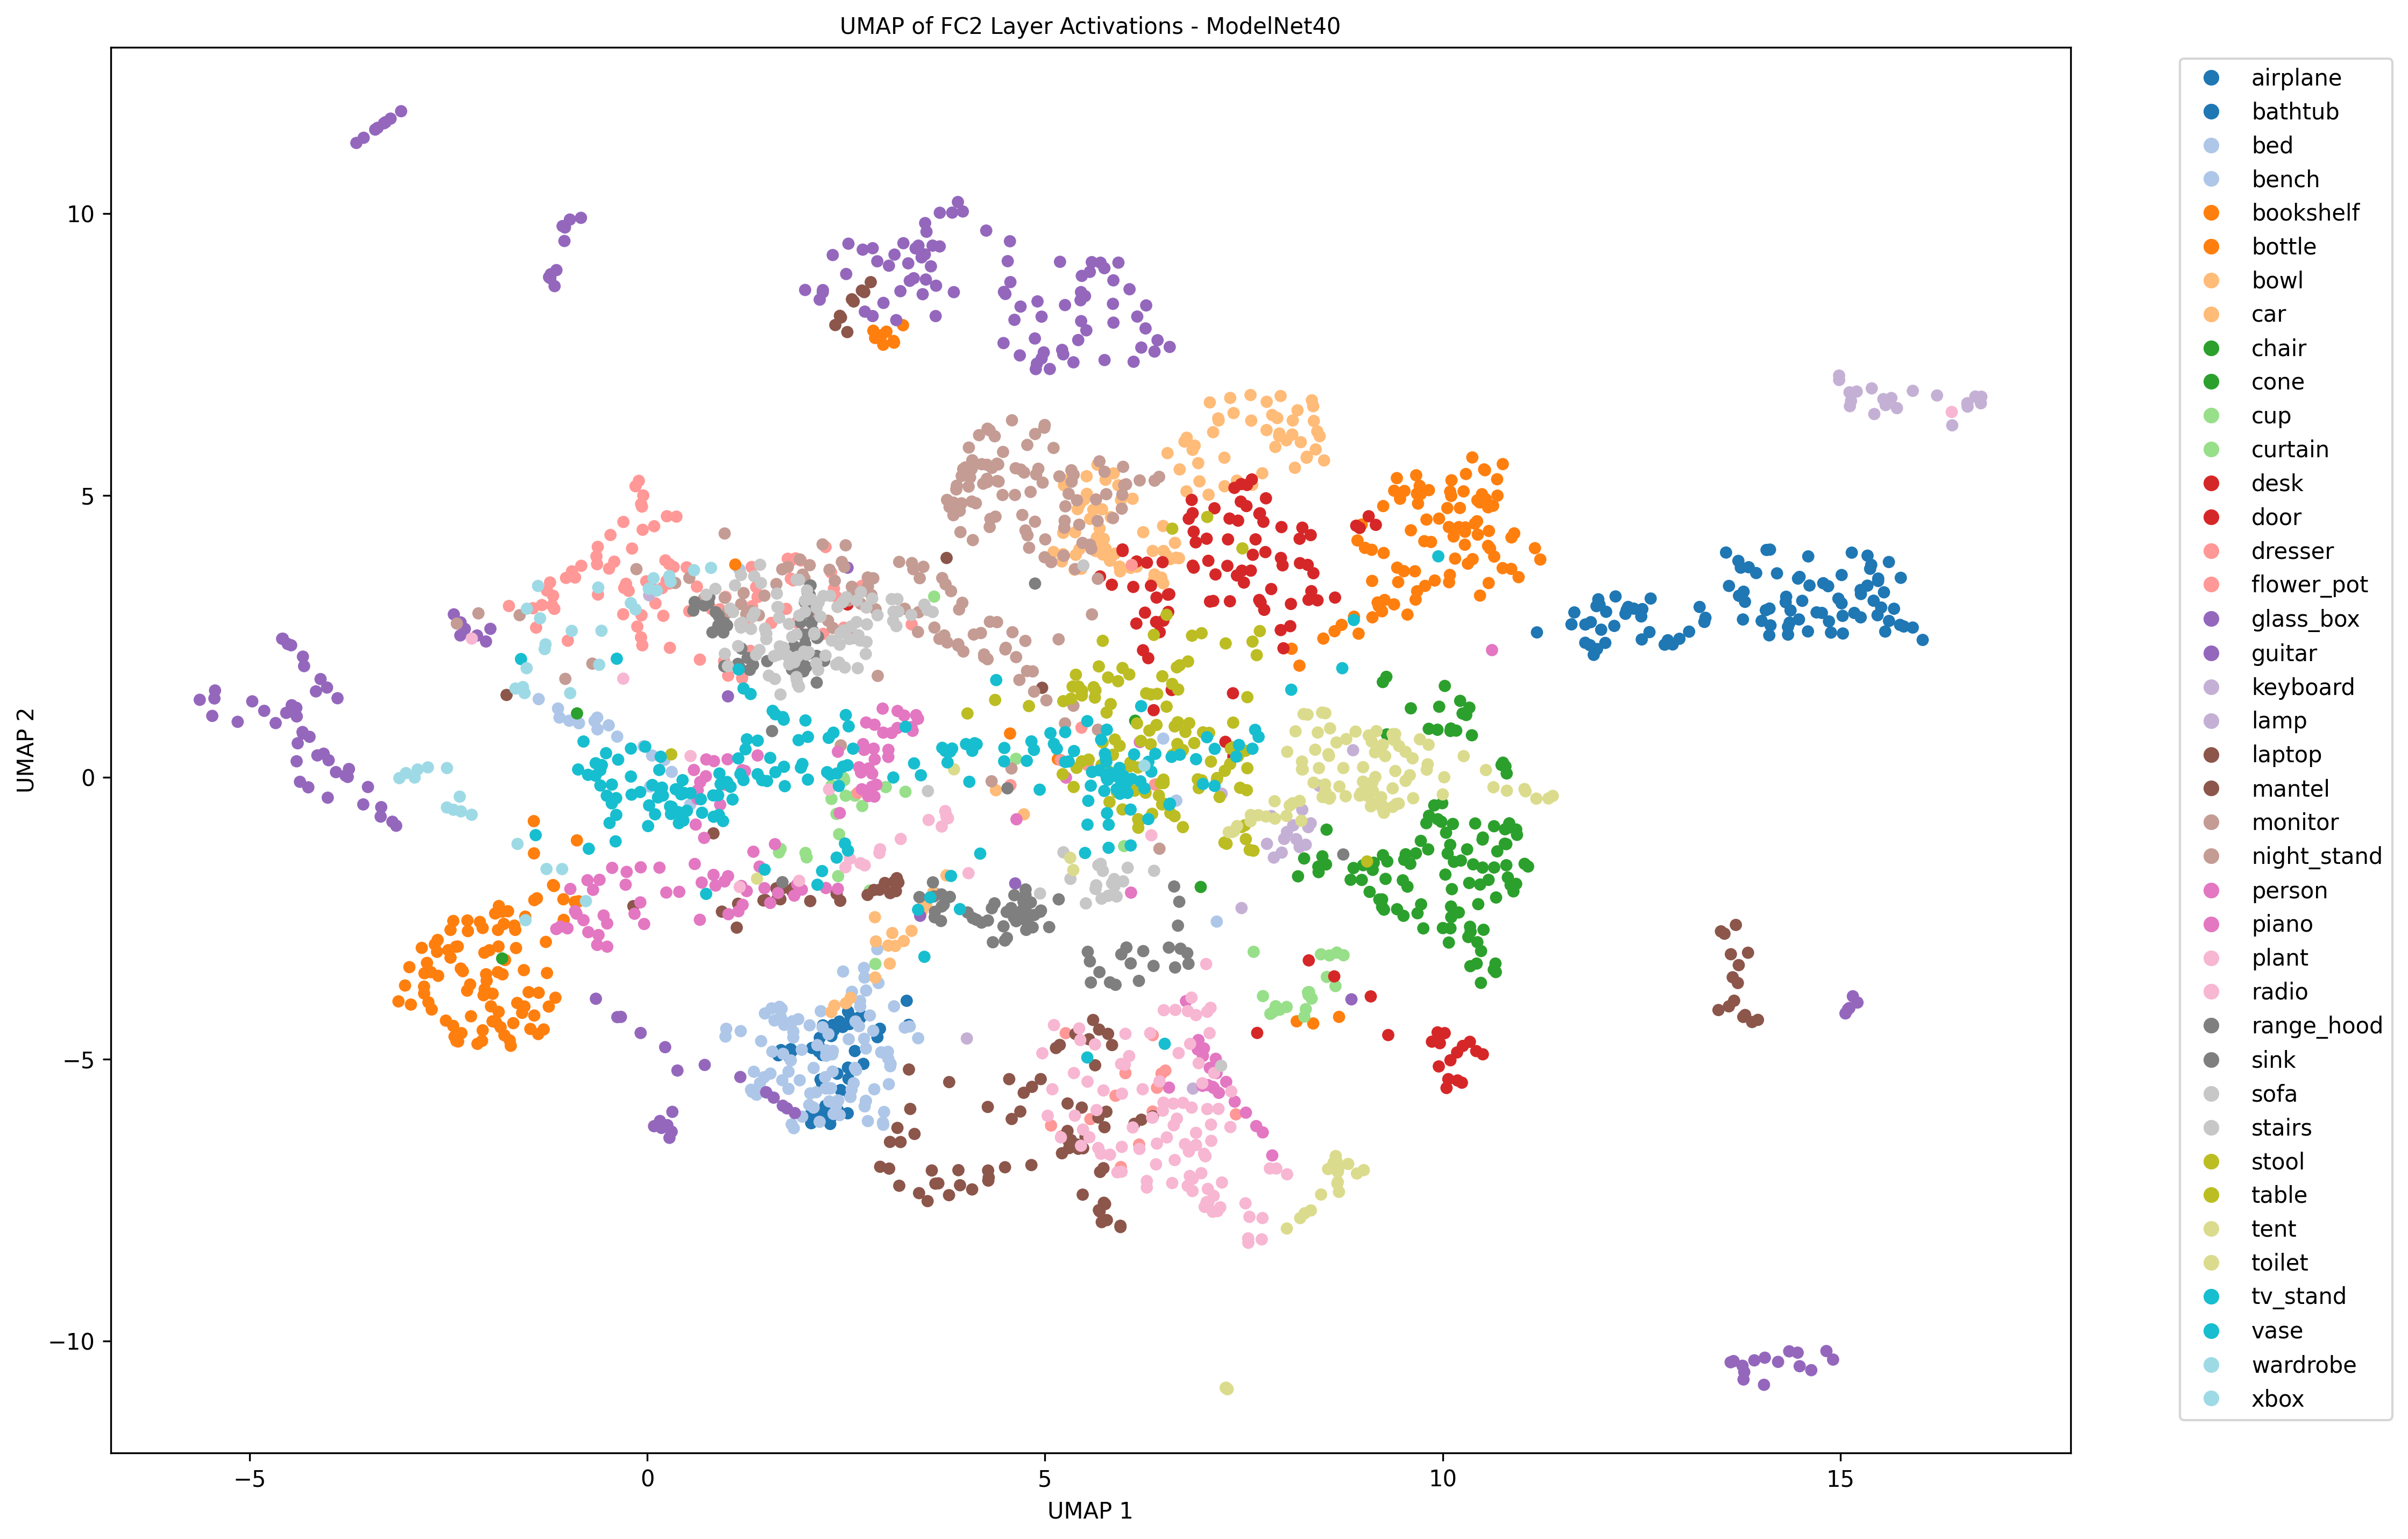 UMAP of FC2 Layer Activations - ModelNet40
10
5
0
−5
−10
UMAP 2
−5
0
5
10
15
UMAP 1
airplane
bathtub
bed
bench
bookshelf
bottle
bowl
car
chair
cone
cup
curtain
desk
door
dresser
flower_pot
glass_box
guitar
keyboard
lamp
laptop
mantel
monitor
night_stand
person
piano
plant
radio
range_hood
sink
sofa
stairs
stool
table
tent
toilet
tv_stand
vase
wardrobe
xbox